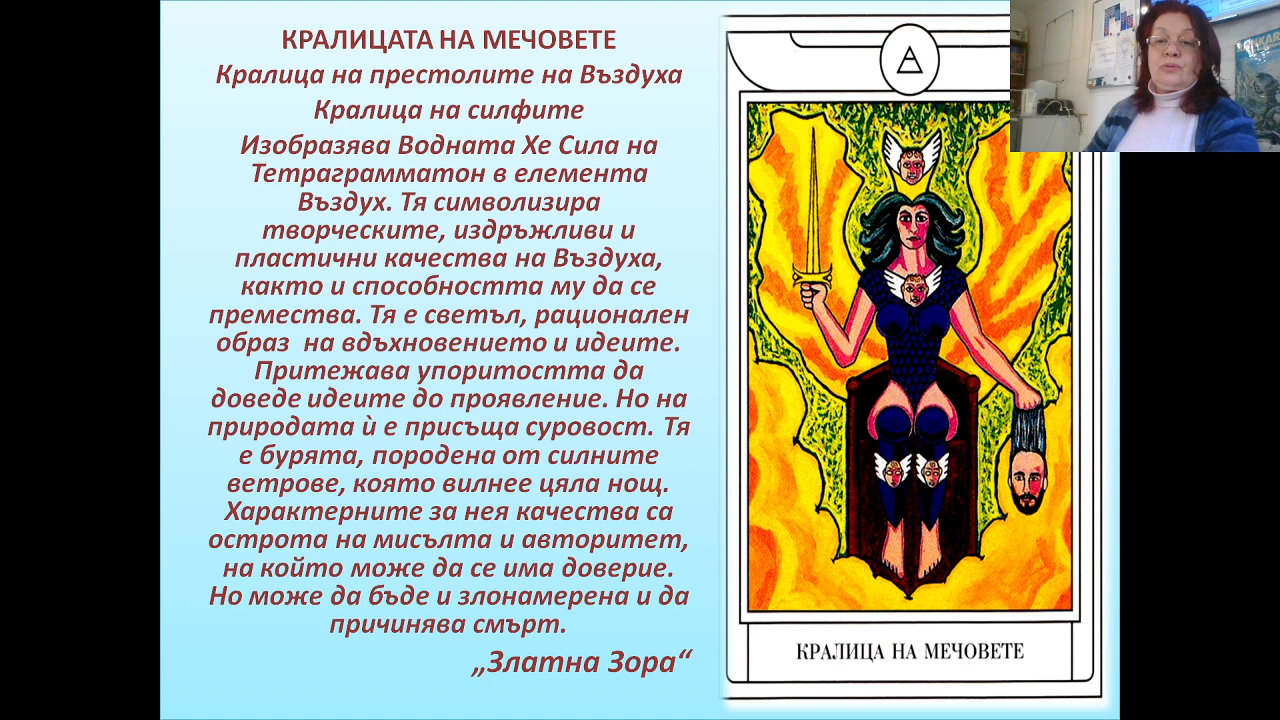 КРАЛИЦАТА НА МЕЧОВЕТЕ
Кралица на престолите на Въздуха
Кралица на силфите
Изобразява Водната Хе Сила на
Тетраграмматон в елемента
Въздух. Тя символизира
творческите, издръжливи и
пластични качества на Въздуха,
както и способността му да се
премества. Тя е светъл, рационален
образ на вдъхновението и идеите.
Притежава упоритостта да
доведе идеите до проявление. Но на
природата ѝ е присъща суровост. Тя
е бурята, породена от силните
ветрове, която вилнее цяла нощ.
Характерните за нея качества са
острота на мисълта и авторитет,
на който може да се има доверие.
Но може да бъде и злонамерена и да
причинява смърт.
„Златна Зора“
КРАЛИЦА НА МЕЧОВЕТЕ